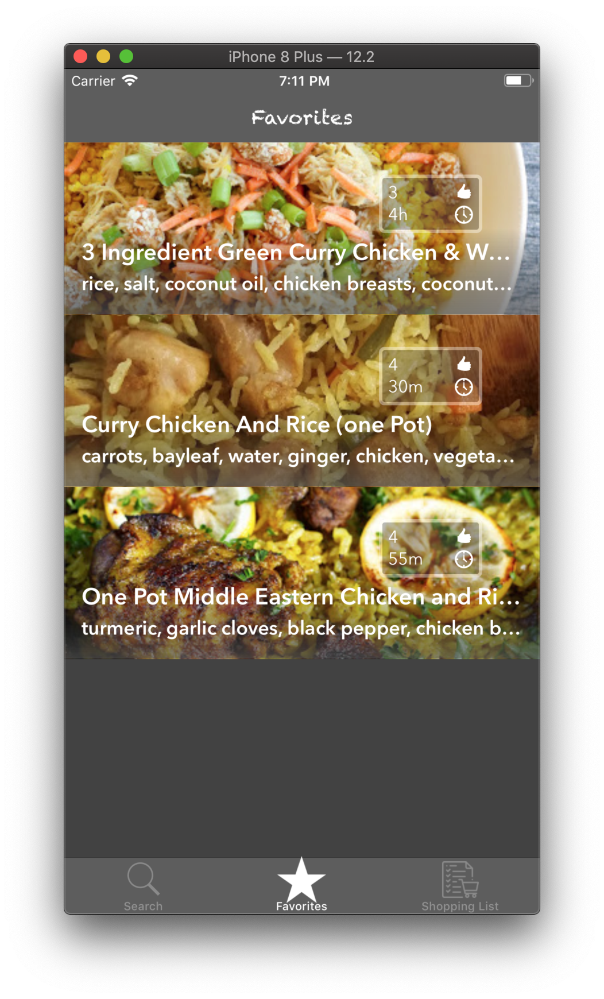 iPhone 8 Plus — 12.2
Carrier 7:11 PM
Favorites
3
4h
3 Ingredient Green Curry Chicken & W...
rice, salt, coconut oil, chicken breasts, coconut...
4
30m
Curry Chicken And Rice (one Pot)
carrots, bayleaf, water, ginger, chicken, vegeta...
4
55m
One Pot Middle Eastern Chicken and Ri...
turmeric, garlic cloves, black pepper, chicken b...
Search Favorites Shopping List